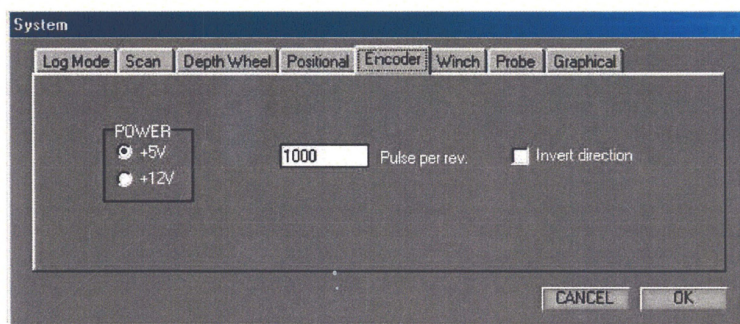 System
Log Mode Scan Depth Wheel Positional Encoder Winch Probe Graphical
POWER
+5V
+12V
1000 Pulse per rev.
Invert direction
CANCEL OK